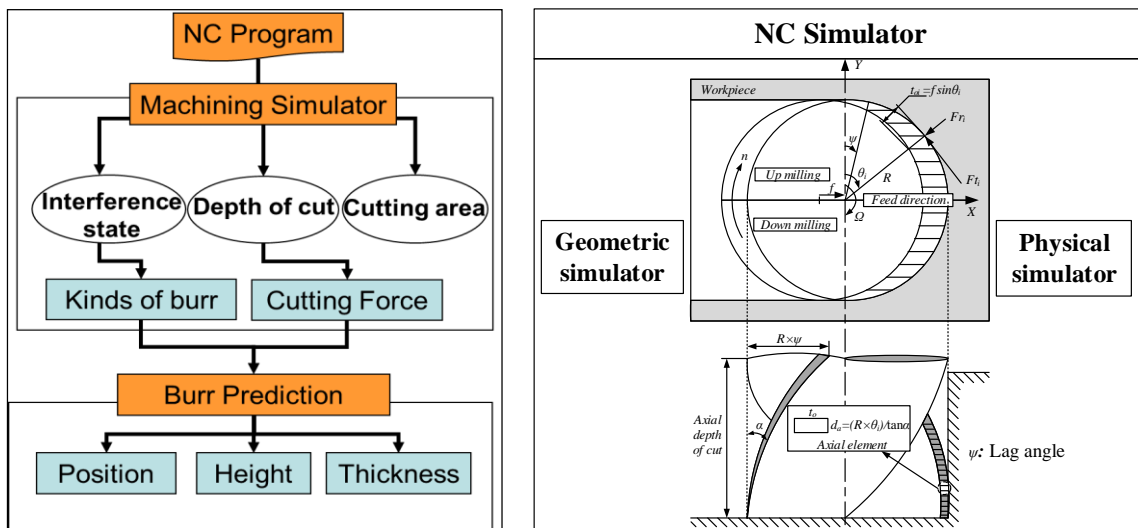 NC Program
Machining Simulator
Interference
state
Depth of cut
Cutting area
Kinds of burr
Cutting Force
Burr Prediction
Position
Height
Thickness
NC Simulator
Geometric
simulator
Physical
simulator
Y
Workpiece
t_oi=f sinθ_i
Fr_i
Ft_i
ψ
θ_i
R
n
Up milling
f
Feed direction
X
Ω
Down milling
R×ψ
Axial
depth
of cut
α
t_o
d_a=(R×θ_i)/tanα
Axial element
ψ: Lag angle